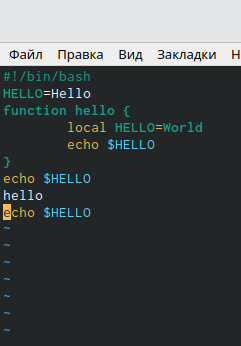 Файл Правка Вид Закладки Н
#!/bin/bash
HELLO=Hello
function hello {
        local HELLO=World
        echo $HELLO
}
echo $HELLO
hello
echo $HELLO
~
~
~
~
~
~
~